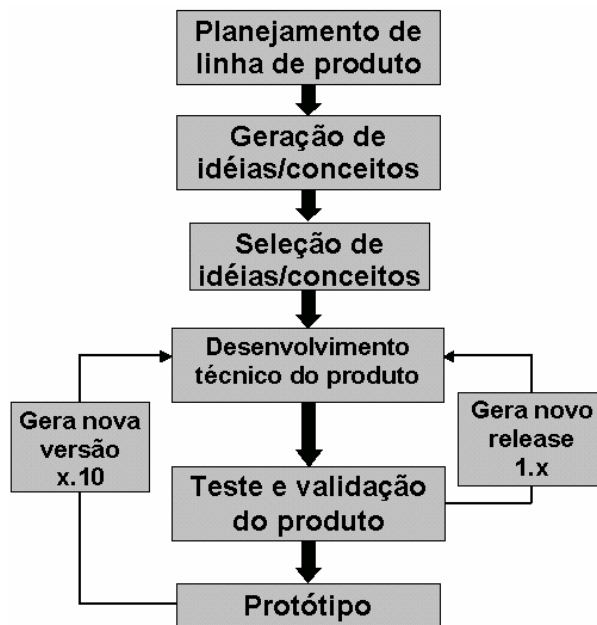 Planejamento de
linha de produto
Geração de
idéias/conceitos
Seleção de
idéias/conceitos
Desenvolvimento
técnico do produto
Gera nova
versão
x.10
Gera novo
release
1.x
Teste e validação
do produto
Protótipo